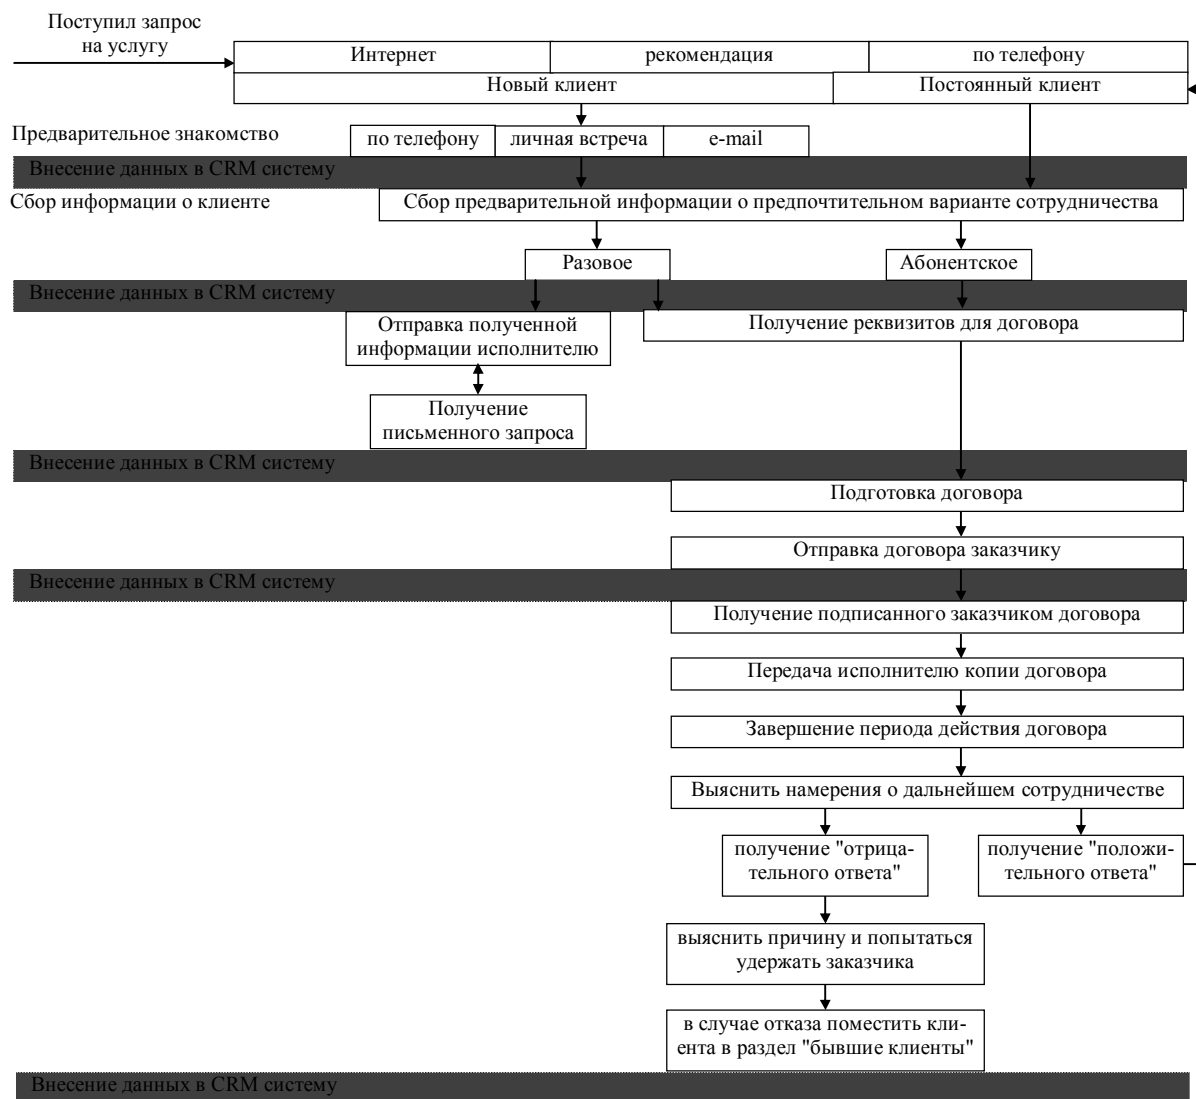 Поступил запрос
на услугу
Интернет
рекомендация
по телефону
Новый клиент
Постоянный клиент
Предварительное знакомство
по телефону
личная встреча
e-mail
Внесение данных в CRM систему
Сбор информации о клиенте
Сбор предварительной информации о предпочтительном варианте сотрудничества
Разовое
Абонентское
Внесение данных в CRM систему
Отправка полученной
информации исполнителю
Получение реквизитов для договора
Получение
письменного запроса
Внесение данных в CRM систему
Подготовка договора
Отправка договора заказчику
Внесение данных в CRM систему
Получение подписанного заказчиком договора
Передача исполнителю копии договора
Завершение периода действия договора
Выяснить намерения о дальнейшем сотрудничестве
получение "отрица-
тельного ответа"
получение "положи-
тельного ответа"
выяснить причину и попытаться
удержать заказчика
в случае отказа поместить кли-
ента в раздел "бывшие клиенты"
Внесение данных в CRM систему